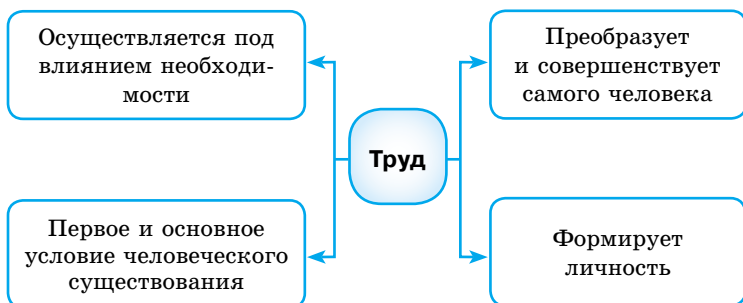 Осуществляется под
влиянием необходи-
мости
Преобразует
и совершенствует
самого человека
Труд
Первое и основное
условие человеческого
существования
Формирует
личность